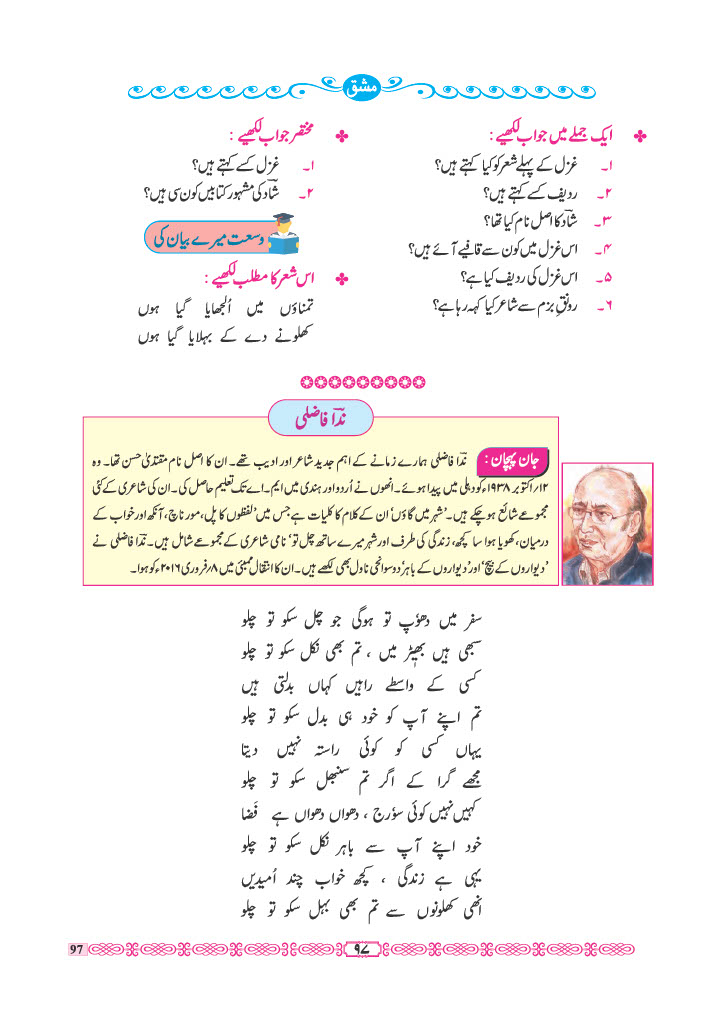 مشق
ایک جملے میں جواب لکھیے :
۱۔ غزل کے پہلے شعر کو کیا کہتے ہیں؟
۲۔ ردیف کسے کہتے ہیں؟
۳۔ شاؔد کا اصل نام کیا تھا؟
۴۔ اس غزل میں کون سے قافیے آئے ہیں؟
۵۔ اس غزل کی ردیف کیا ہے؟
۶۔ رونقِ بزم سے شاعر کیا کہہ رہا ہے؟
مختصر جواب لکھیے :
۱۔ غزل کسے کہتے ہیں؟
۲۔ شاؔد کی مشہور کتابیں کون سی ہیں؟
وسعت میرے بیان کی
اس شعر کا مطلب لکھیے :
تمناؤں میں اُلجھایا گیا ہوں
کھلونے دے کے بہلایا گیا ہوں
نداؔ فاضلی
جان پہچان : نداؔ فاضلی ہمارے زمانے کے اہم جدید شاعر اور ادیب تھے۔ ان کا اصل نام مقتدیٰ حسن تھا۔ وہ
۱۲؍اکتوبر ۱۹۳۸ء کو دہلی میں پیدا ہوئے۔ انھوں نے اُردو اور ہندی میں ایم۔اے تک تعلیم حاصل کی۔ ان کی شاعری کے کئی
مجموعے شائع ہوچکے ہیں۔ 'شہر میں گاؤں' ان کے کلام کا کلیات ہے جس میں 'لفظوں کا پل، مور ناچ، آنکھ اور خواب کے
درمیان، کھویا ہوا سا کچھ، زندگی کی طرف اور شہر میرے ساتھ چل تو' نامی شاعری کے مجموعے شامل ہیں۔ نداؔ فاضلی نے
'دیواروں کے بیچ' اور 'دیواروں کے باہر' دو سوانحی ناول بھی لکھے ہیں۔ ان کا انتقال ممبئی میں ۸؍فروری ۲۰۱۶ء کو ہوا۔
سفر میں دھوٗپ تو ہوگی جو چل سکو تو چلو
سبھی ہیں بھیٖڑ میں ، تم بھی نکل سکو تو چلو
کسی کے واسطے راہیں کہاں بدلتی ہیں
تم اپنے آپ کو خود ہی بدل سکو تو چلو
یہاں کسی کو کوئی راستہ نہیں دیتا
مجھے گرا کے اگر تم سنبھل سکو تو چلو
کہیں نہیں کوئی سوٗرج ، دھواں دھواں ہے فَضا
خود اپنے آپ سے باہر نکل سکو تو چلو
یہی ہے زندگی ، کچھ خواب چند اُمیدیں
انھی کھلونوں سے تم بھی بہل سکو تو چلو
۹۷
97